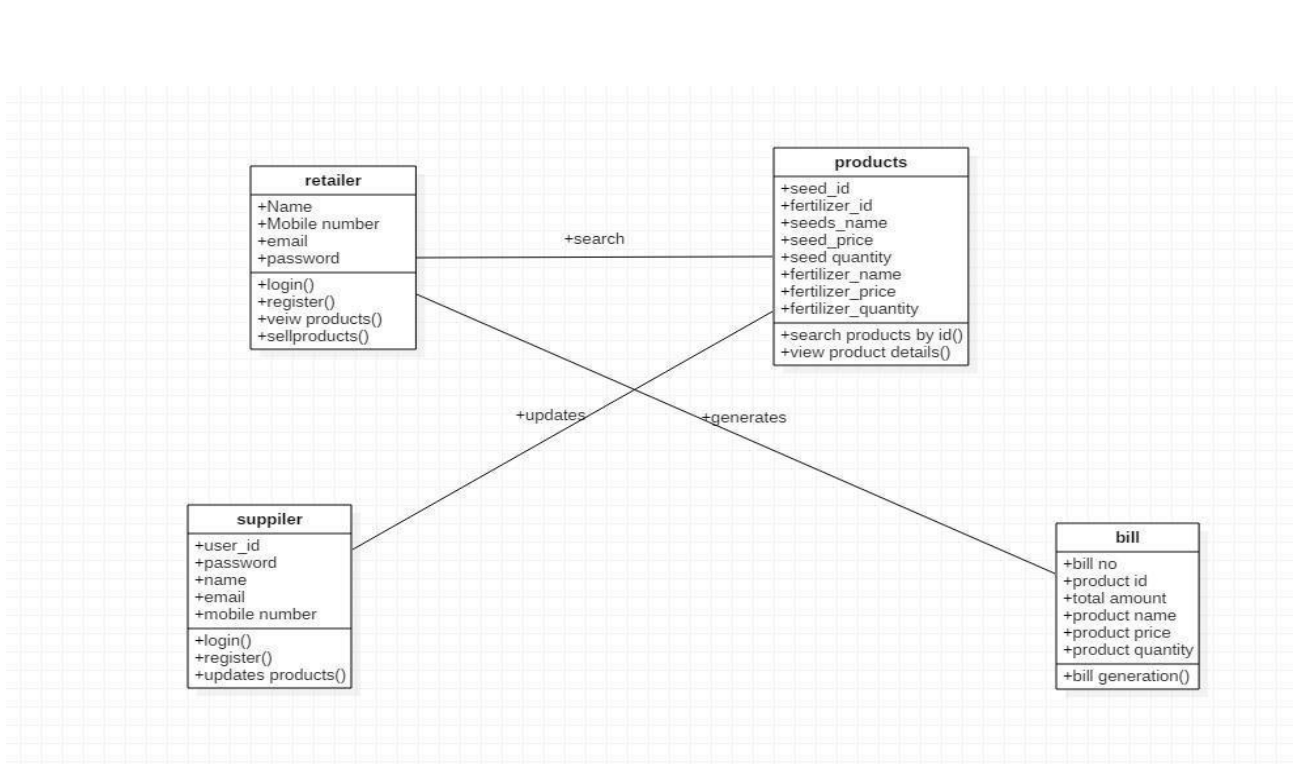 retailer
+Name
+Mobile number
+email
+password
+login()
+register()
+veiw products()
+sellproducts()
+search
products
+seed_id
+fertilizer_id
+seeds_name
+seed_price
+seed quantity
+fertilizer_name
+fertilizer_price
+fertilizer_quantity
+search products by id()
+view product details()
+updates
+generates
suppiler
+user_id
+password
+name
+email
+mobile number
+login()
+register()
+updates products()
bill
+bill no
+product id
+total amount
+product name
+product price
+product quantity
+bill generation()